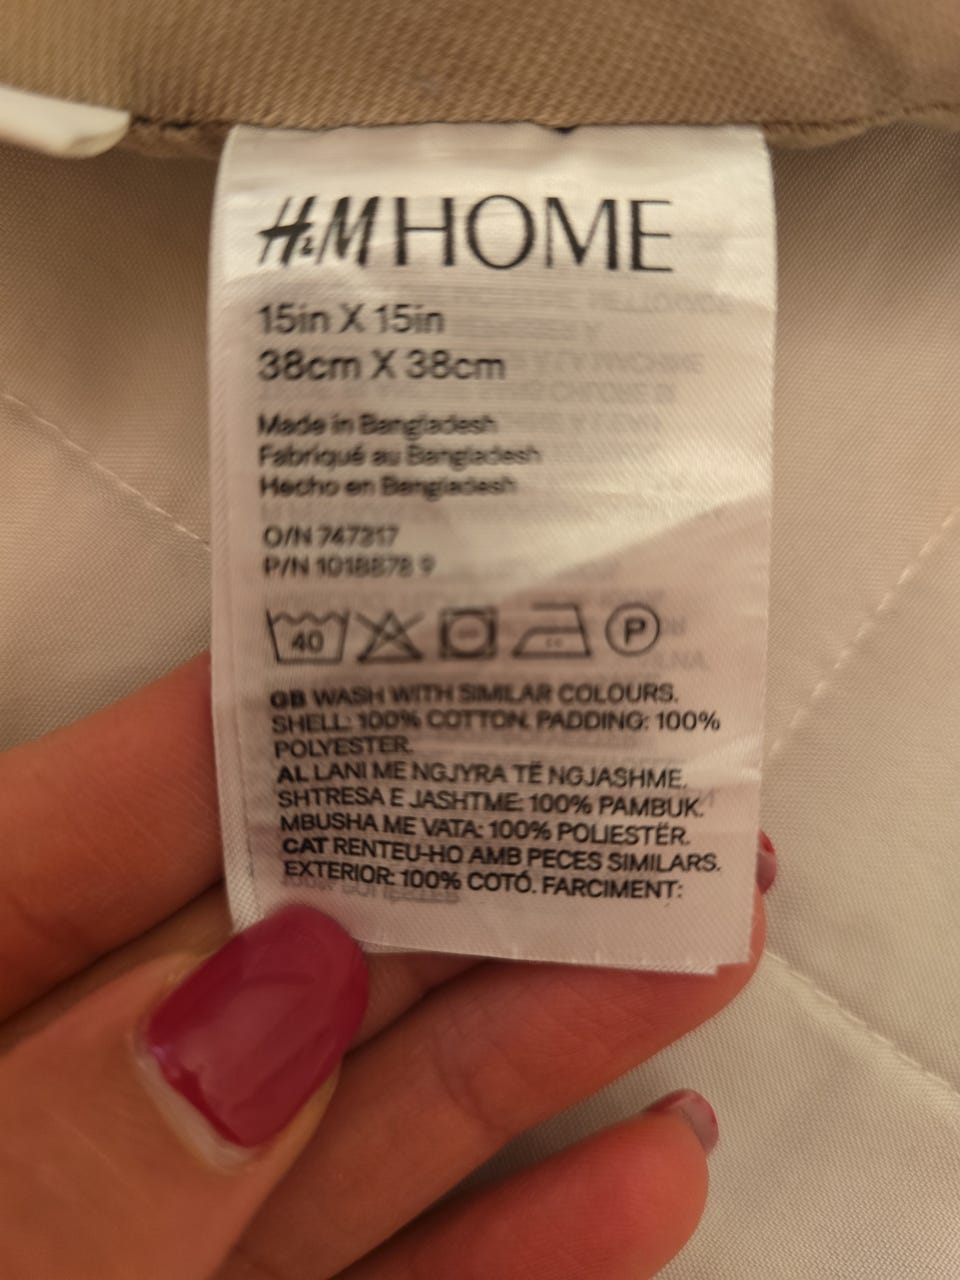 H&M HOME
15in X 15in
38cm X 38cm
Made in Bangladesh
Fabriqué au Bangladesh
Hecho en Bangladesh
O/N 747317
P/N 1018878 9
40 P
GB WASH WITH SIMILAR COLOURS.
SHELL: 100% COTTON. PADDING: 100%
POLYESTER.
AL LANI ME NGJYRA TË NGJASHME.
SHTRESA E JASHTME: 100% PAMBUK.
MBUSHA ME VATA: 100% POLIESTËR.
CAT RENTEU-HO AMB PECES SIMILARS.
EXTERIOR: 100% COTÓ. FARCIMENT: